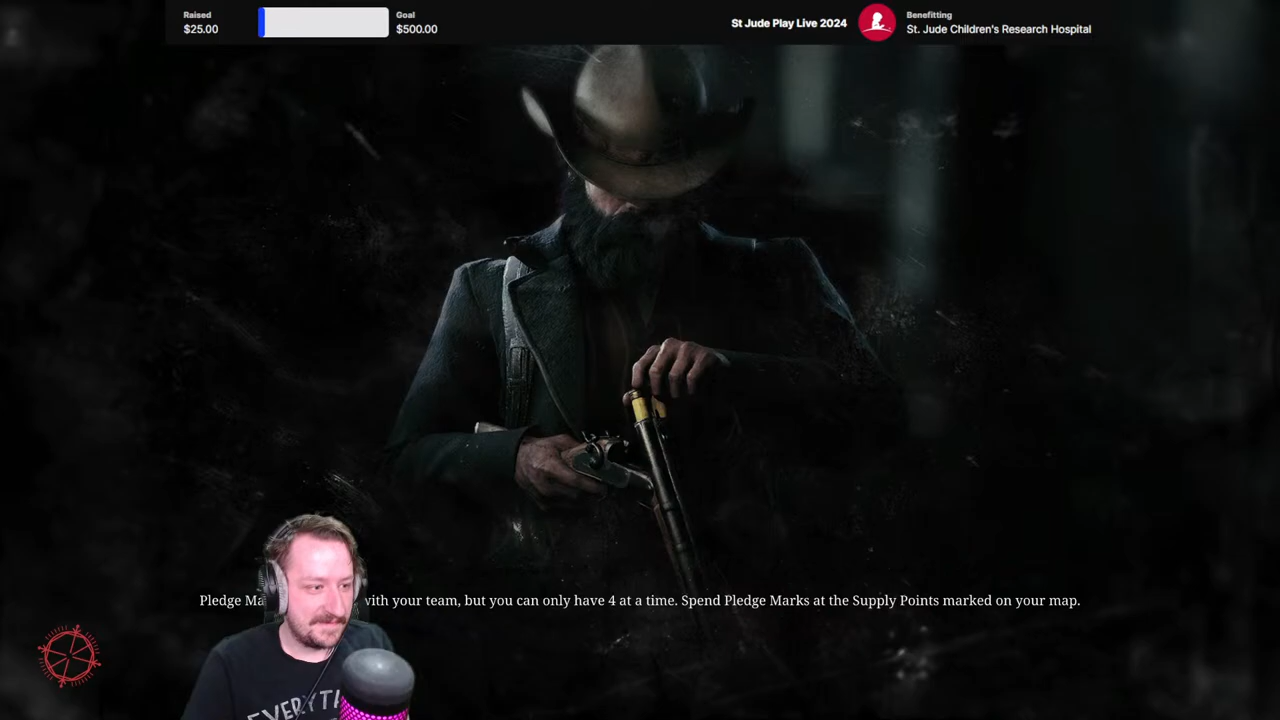 Raised
$25.00
Goal
$500.00
St Jude Play Live 2024
Benefitting
St. Jude Children's Research Hospital
Pledge with your team, but you can only have 4 at a time. Spend Pledge Marks at the Supply Points marked on your map.